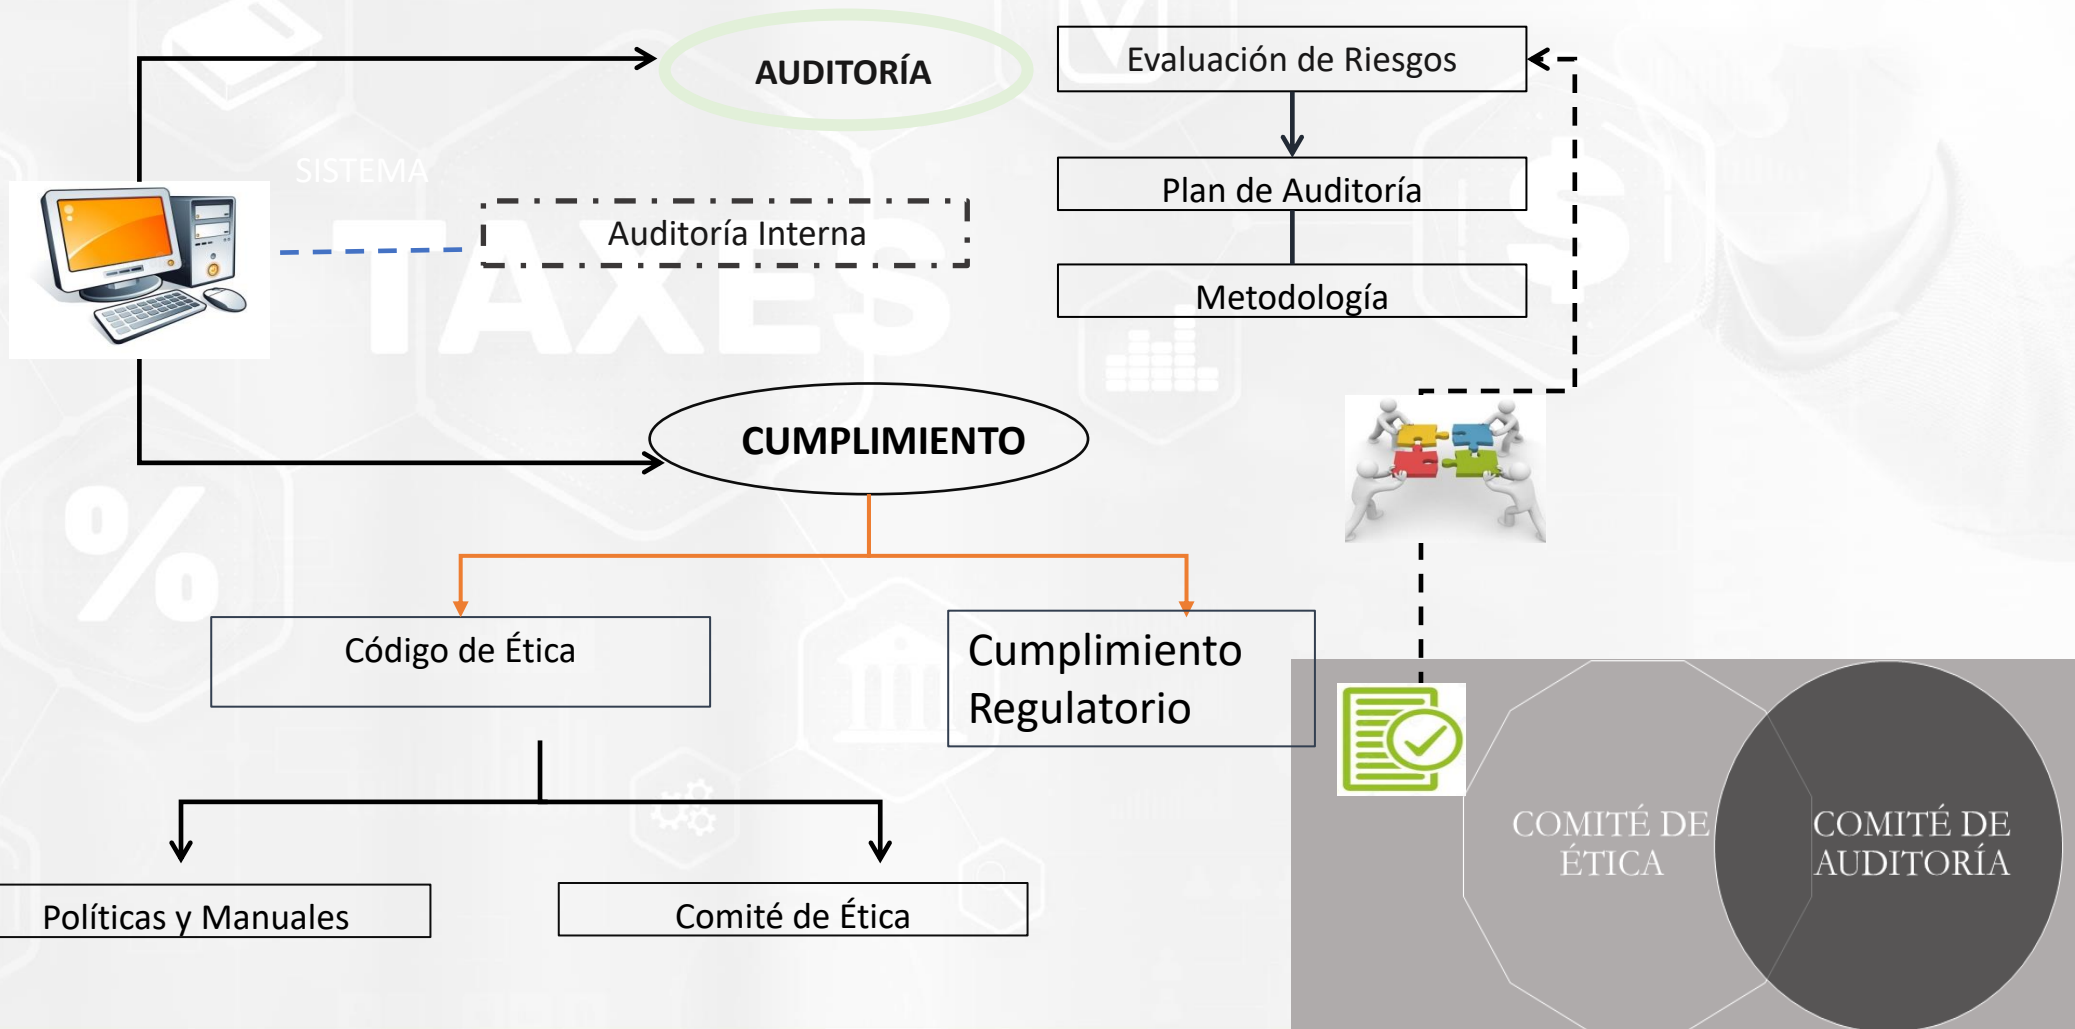 AUDITORÍA
Evaluación de Riesgos
SISTEMA
Plan de Auditoría
TAXES
Auditoría Interna
Metodología
$
CUMPLIMIENTO
%
Código de Ética
Cumplimiento
Regulatorio
COMITÉ DE
ÉTICA
COMITÉ DE
AUDITORÍA
Políticas y Manuales
Comité de Ética